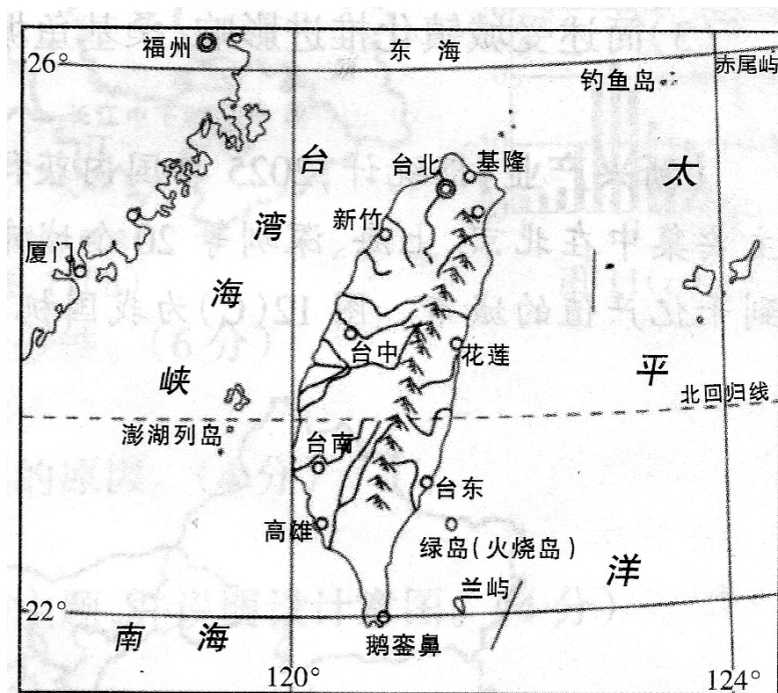 福州
东海
26°
钓鱼岛
赤尾屿
台湾海峡
台北
基隆
太平洋
新竹
厦门
台中
花莲
北回归线
澎湖列岛
台南
台东
高雄
绿岛(火烧岛)
兰屿
22°
南海
鹅銮鼻
120°
124°